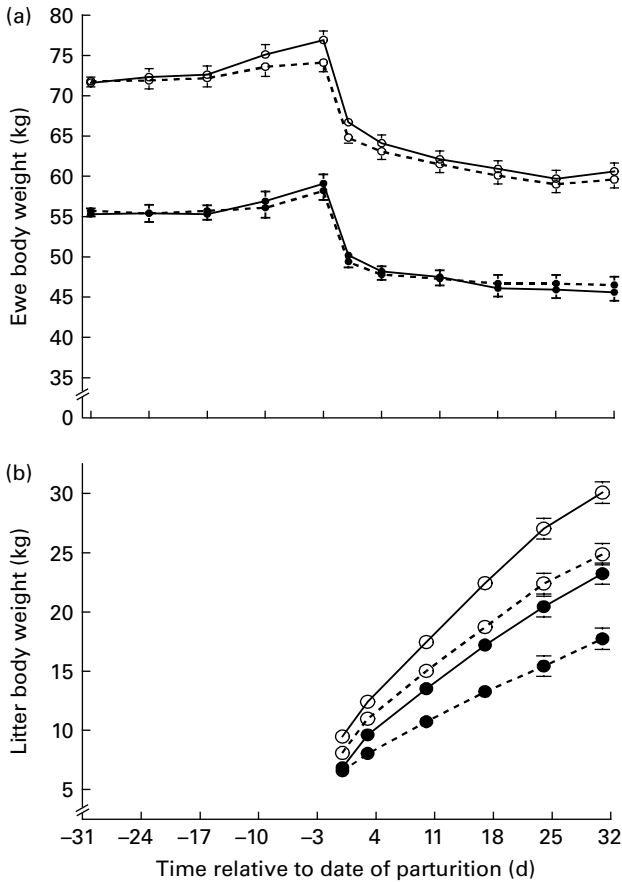 (a)
80
75
70
65
60
55
50
45
40
35
0
Ewe body weight (kg)
(b)
30
25
20
15
10
5
Litter body weight (kg)
–31 –24 –17 –10 –3 4 11 18 25 32
Time relative to date of parturition (d)